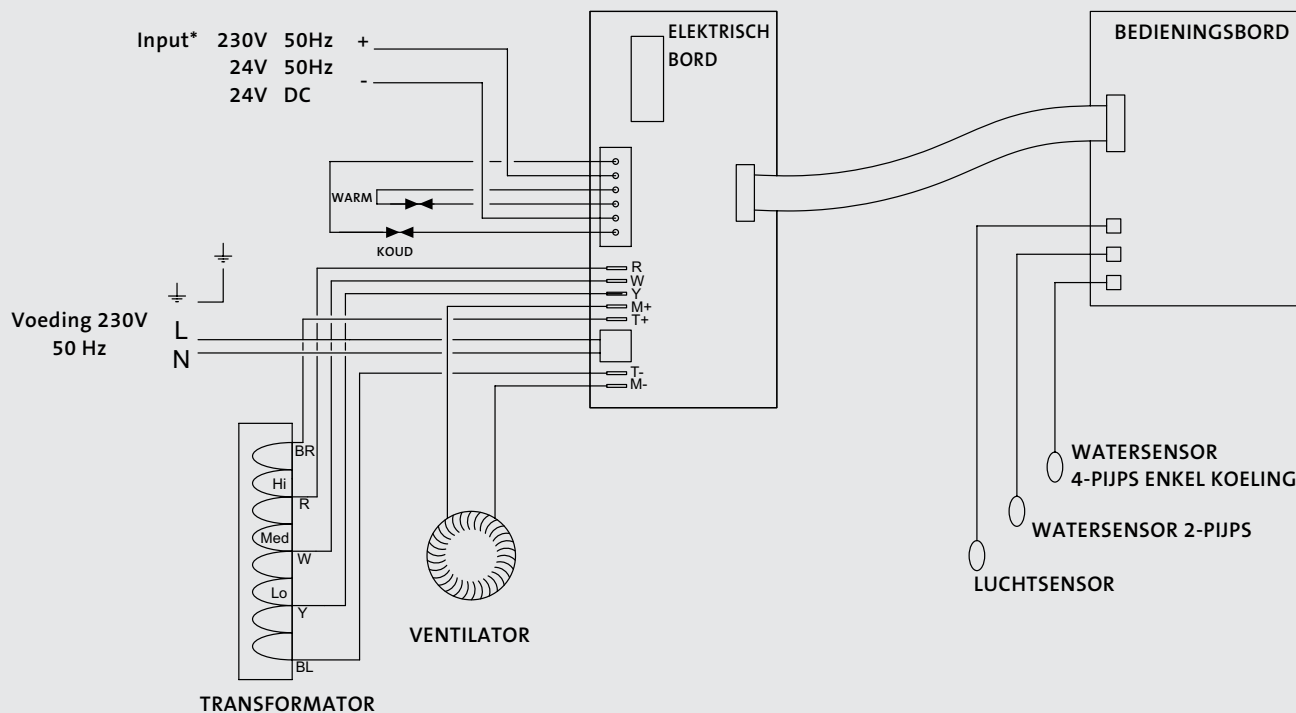 Input* 230V 50Hz +
24V 50Hz -
24V DC
ELEKTRISCH
BORD
BEDIENINGSBORD
WARM
KOUD
R
W
Y
M+
T+
Voeding 230V
50 Hz
L
N
T-
M-
BR
Hi
R
Med
W
Lo
Y
BL
TRANSFORMATOR
VENTILATOR
WATERSENSOR
4-PIJPS ENKEL KOELING
WATERSENSOR 2-PIJPS
LUCHTSENSOR